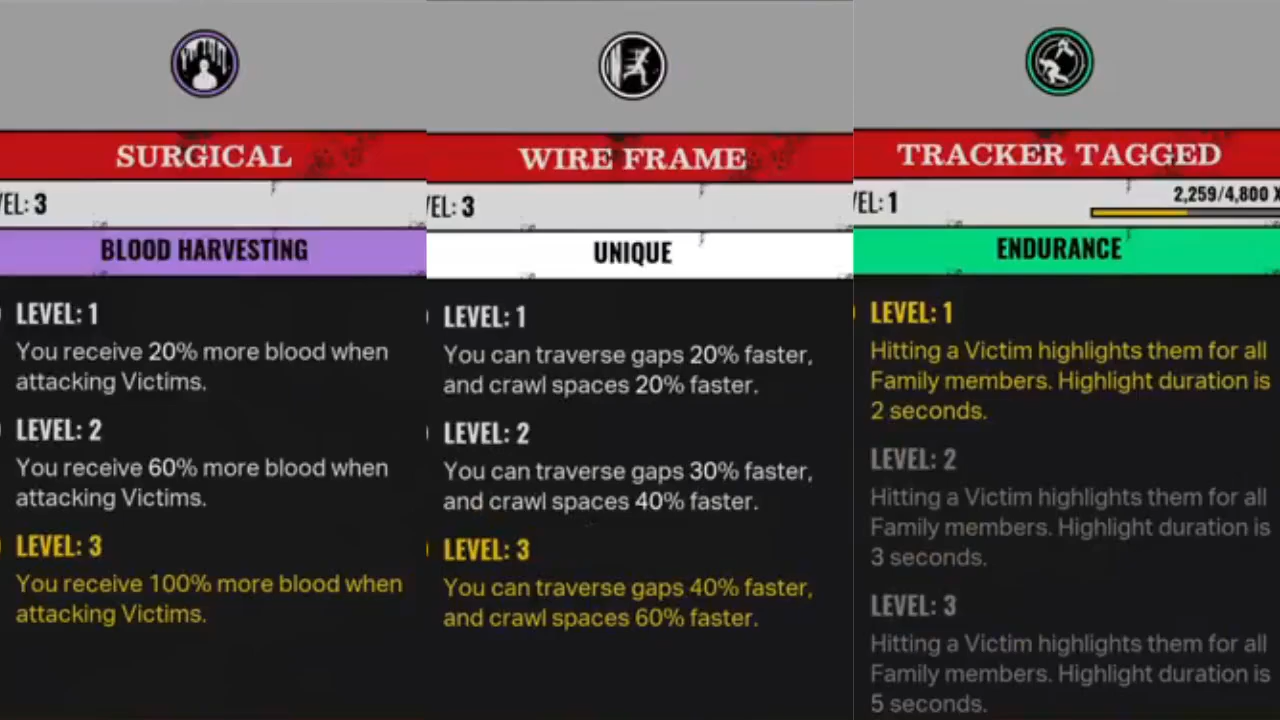 SURGICAL
VEL: 3
BLOOD HARVESTING
LEVEL: 1
You receive 20% more blood when
attacking Victims.
LEVEL: 2
You receive 60% more blood when
attacking Victims.
LEVEL: 3
You receive 100% more blood when
attacking Victims.
WIRE FRAME
VEL: 3
UNIQUE
LEVEL: 1
You can traverse gaps 20% faster,
and crawl spaces 20% faster.
LEVEL: 2
You can traverse gaps 30% faster,
and crawl spaces 40% faster.
LEVEL: 3
You can traverse gaps 40% faster,
and crawl spaces 60% faster.
TRACKER TAGGED
VEL: 1
2,259/4,800 X
ENDURANCE
LEVEL: 1
Hitting a Victim highlights them for all
Family members. Highlight duration is
2 seconds.
LEVEL: 2
Hitting a Victim highlights them for all
Family members. Highlight duration is
3 seconds.
LEVEL: 3
Hitting a Victim highlights them for all
Family members. Highlight duration is
5 seconds.